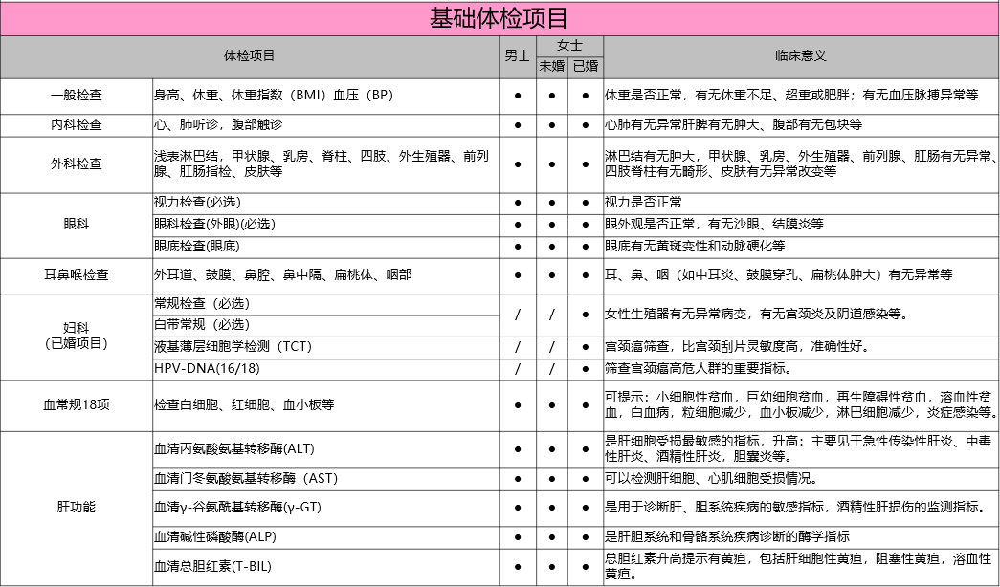 基础体检项目
体检项目 男士 女士 临床意义
未婚 已婚
一般检查 身高、体重、体重指数（BMI）血压（BP） ● ● ● 体重是否正常，有无体重不足、超重或肥胖；有无血压脉搏异常等
内科检查 心、肺听诊，腹部触诊 ● ● ● 心肺有无异常肝脾有无肿大、腹部有无包块等
外科检查 浅表淋巴结，甲状腺、乳房、脊柱、四肢、外生殖器、前列 ● ● ● 淋巴结有无肿大，甲状腺、乳房、外生殖器、前列腺、肛肠有无异常、
腺、肛肠指检、皮肤等 四肢脊柱有无畸形、皮肤有无异常改变等
眼科 视力检查(必选) ● ● ● 视力是否正常
眼科检查(外眼)(必选) ● ● ● 眼外观是否正常，有无沙眼、结膜炎等
眼底检查(眼底) ● ● ● 眼底有无黄斑变性和动脉硬化等
耳鼻喉检查 外耳道、鼓膜、鼻腔、鼻中隔、扁桃体、咽部 ● ● ● 耳、鼻、咽（如中耳炎、鼓膜穿孔、扁桃体肿大）有无异常等
妇科
(已婚项目)
常规检查（必选） / / ● 女性生殖器有无异常病变，有无宫颈炎及阴道感染等。
白带常规（必选）
液基薄层细胞学检测（TCT） / / ● 宫颈癌筛查，比宫颈刮片灵敏度高，准确性好。
HPV-DNA(16/18) / / ● 筛查宫颈癌高危人群的重要指标。
血常规18项 检查白细胞、红细胞、血小板等 ● ● ● 可提示：小细胞性贫血，巨幼细胞贫血，再生障碍性贫血，溶血性贫
血，白血病，粒细胞减少，血小板减少，淋巴细胞减少，炎症感染等。
肝功能 血清丙氨酸氨基转移酶(ALT) ● ● ● 是肝细胞受损最敏感的指标，升高：主要见于急性传染性肝炎、中毒
性肝炎、酒精性肝炎，胆囊炎等。
血清门冬氨酸氨基转移酶（AST） ● ● ● 可以检测肝细胞、心肌细胞受损情况。
血清γ-谷氨酰基转移酶(γ-GT) ● ● ● 是用于诊断肝、胆系统疾病的敏感指标，酒精性肝损伤的监测指标。
血清碱性磷酸酶(ALP) ● ● ● 是肝胆系统和骨骼系统疾病诊断的酶学指标
血清总胆红素(T-BIL) ● ● ● 总胆红素升高提示有黄疸，包括肝细胞性黄疸，阻塞性黄疸，溶血性
黄疸。